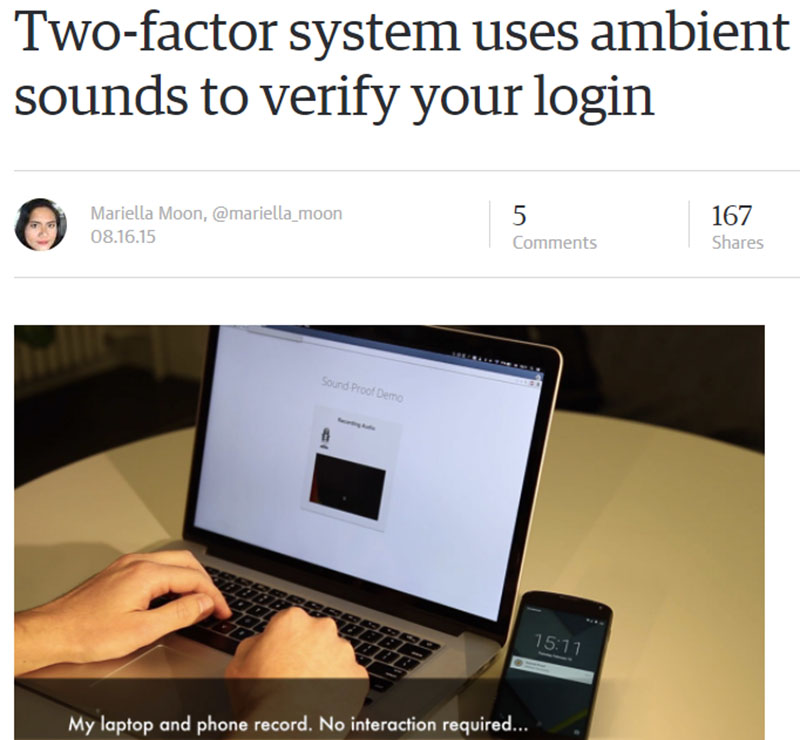 Two-factor system uses ambient
sounds to verify your login
Mariella Moon, @mariella_moon
08.16.15
5
Comments
167
Shares
Sound-Proof Demo
Recording Audio
15:11
My laptop and phone record. No interaction required...